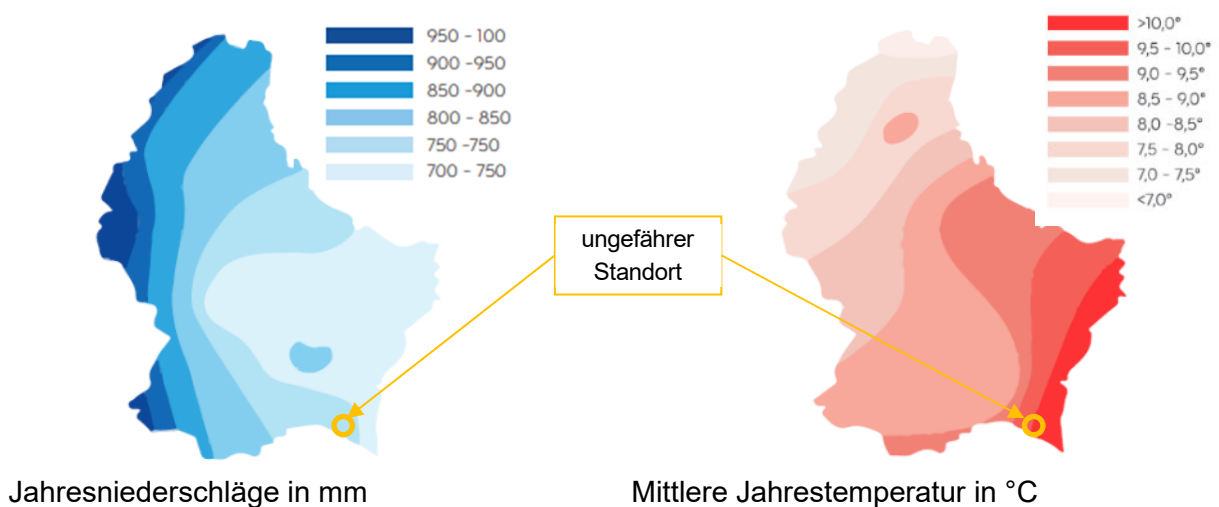 950 - 100
900 -950
850 -900
800 - 850
750 -750
700 - 750
>10,0°
9,5 - 10,0°
9,0 - 9,5°
8,5 - 9,0°
8,0 -8,5°
7,5 - 8,0°
7,0 - 7,5°
<7,0°
ungefährer
Standort
Jahresniederschläge in mm
Mittlere Jahrestemperatur in °C